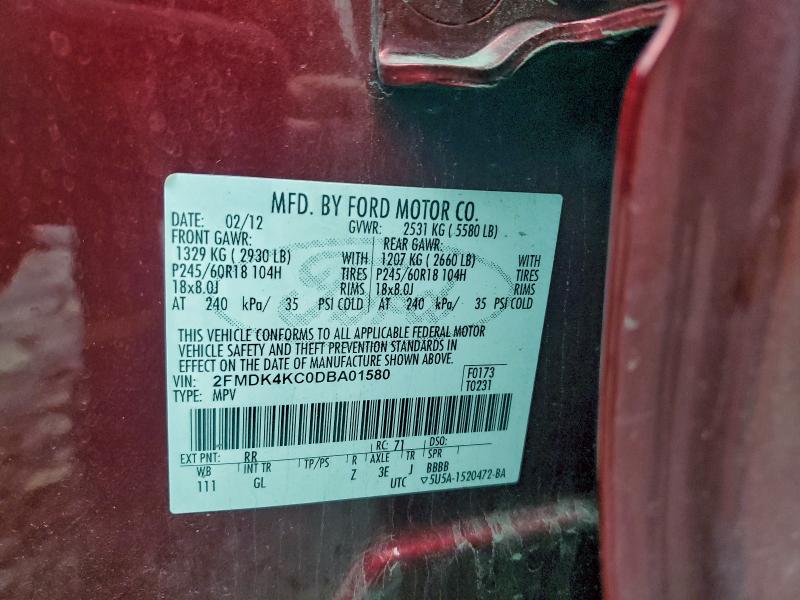 MFD. BY FORD MOTOR CO.
DATE: 02/12 GVWR: 2531 KG ( 5580 LB)
FRONT GAWR: REAR GAWR:
1329 KG ( 2930 LB) WITH 1207 KG ( 2660 LB) WITH
P245/60R18 104H TIRES P245/60R18 104H TIRES
18x8.0J RIMS 18x8.0J RIMS
AT 240 kPa/ 35 PSI COLD AT 240 kPa/ 35 PSI COLD
THIS VEHICLE CONFORMS TO ALL APPLICABLE FEDERAL MOTOR
VEHICLE SAFETY AND THEFT PREVENTION STANDARDS IN
EFFECT ON THE DATE OF MANUFACTURE SHOWN ABOVE.
VIN: 2FMDK4KC0DBA01580 F0173
TYPE: MPV T0231
EXT PNT: RR RC: 71 DSO:
WB INT TR TP/PS R AXLE TR SPR
111 GL Z 3E J BBBB
UTC ▽5U5A-1520472-BA